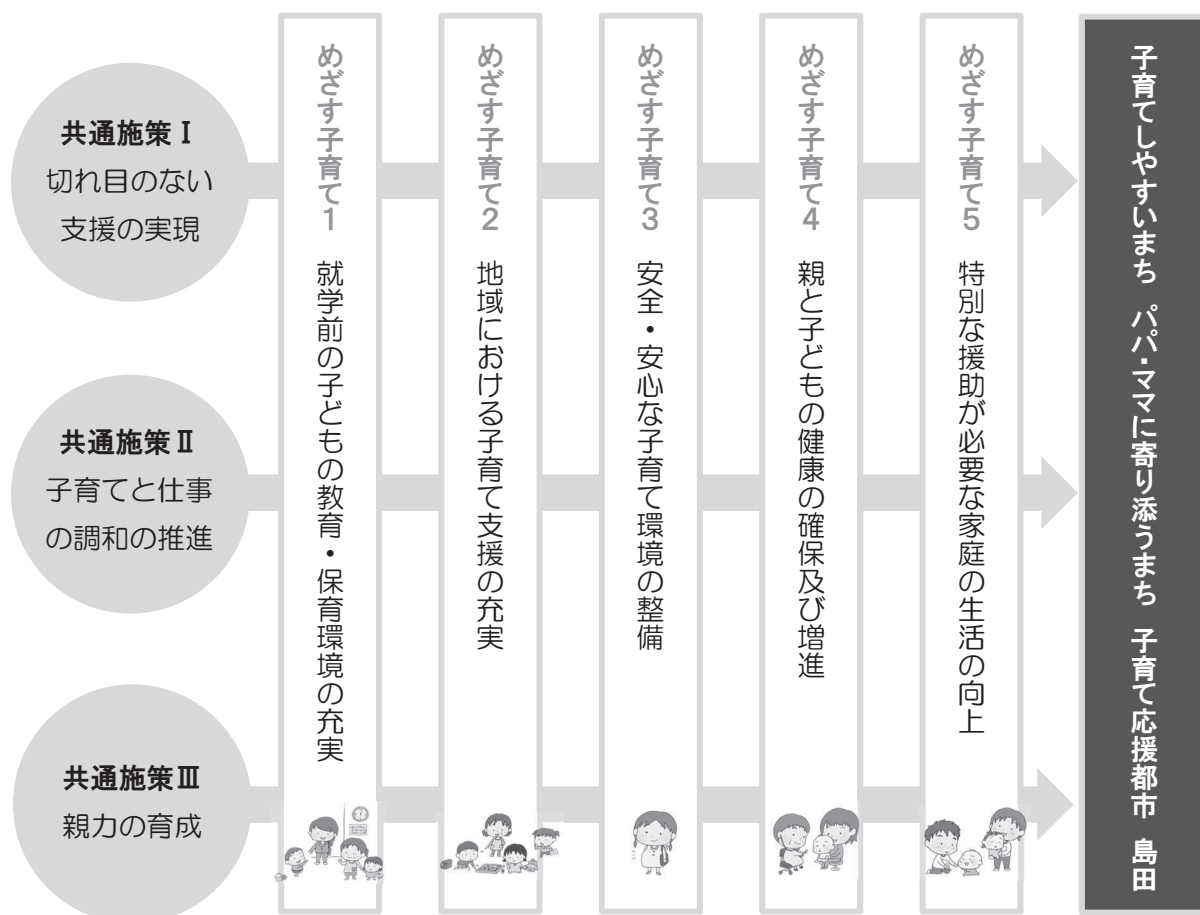 共通施策Ⅰ
切れ目のない
支援の実現
共通施策Ⅱ
子育てと仕事
の調和の推進
共通施策Ⅲ
親力の育成
めざす子育て1 就学前の子どもの教育・保育環境の充実
めざす子育て2 地域における子育て支援の充実
めざす子育て3 安全・安心な子育て環境の整備
めざす子育て4 親と子どもの健康の確保及び増進
めざす子育て5 特別な援助が必要な家庭の生活の向上
子育てしやすいまち パパ・ママに寄り添うまち 子育て応援都市 島田